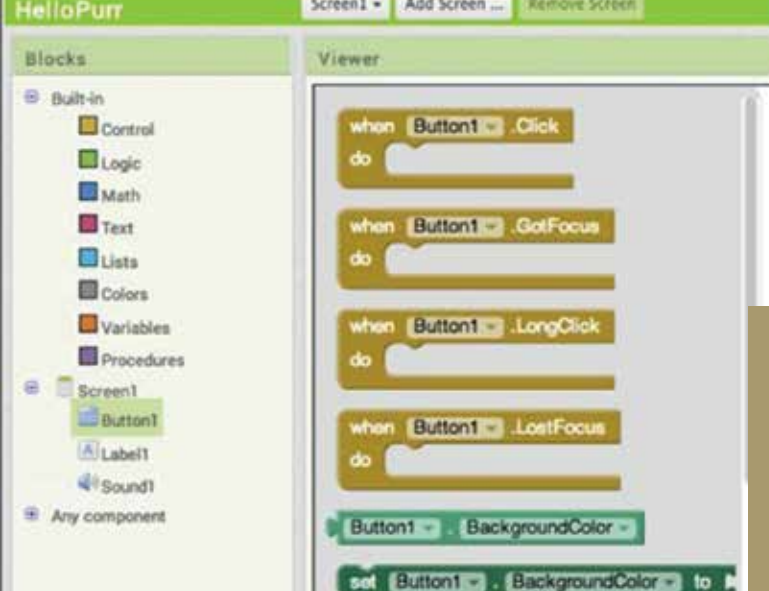 HelloPurr
Screen1 Add Screen ... Remove Screen
Blocks
Built-in
Control
Logic
Math
Text
Lists
Colors
Variables
Procedures
Screen1
Button1
Label1
Sound1
Any component
Viewer
when Button1 .Click
do
when Button1 .GotFocus
do
when Button1 .LongClick
do
when Button1 .LostFocus
do
Button1 . BackgroundColor
set Button1 . BackgroundColor to